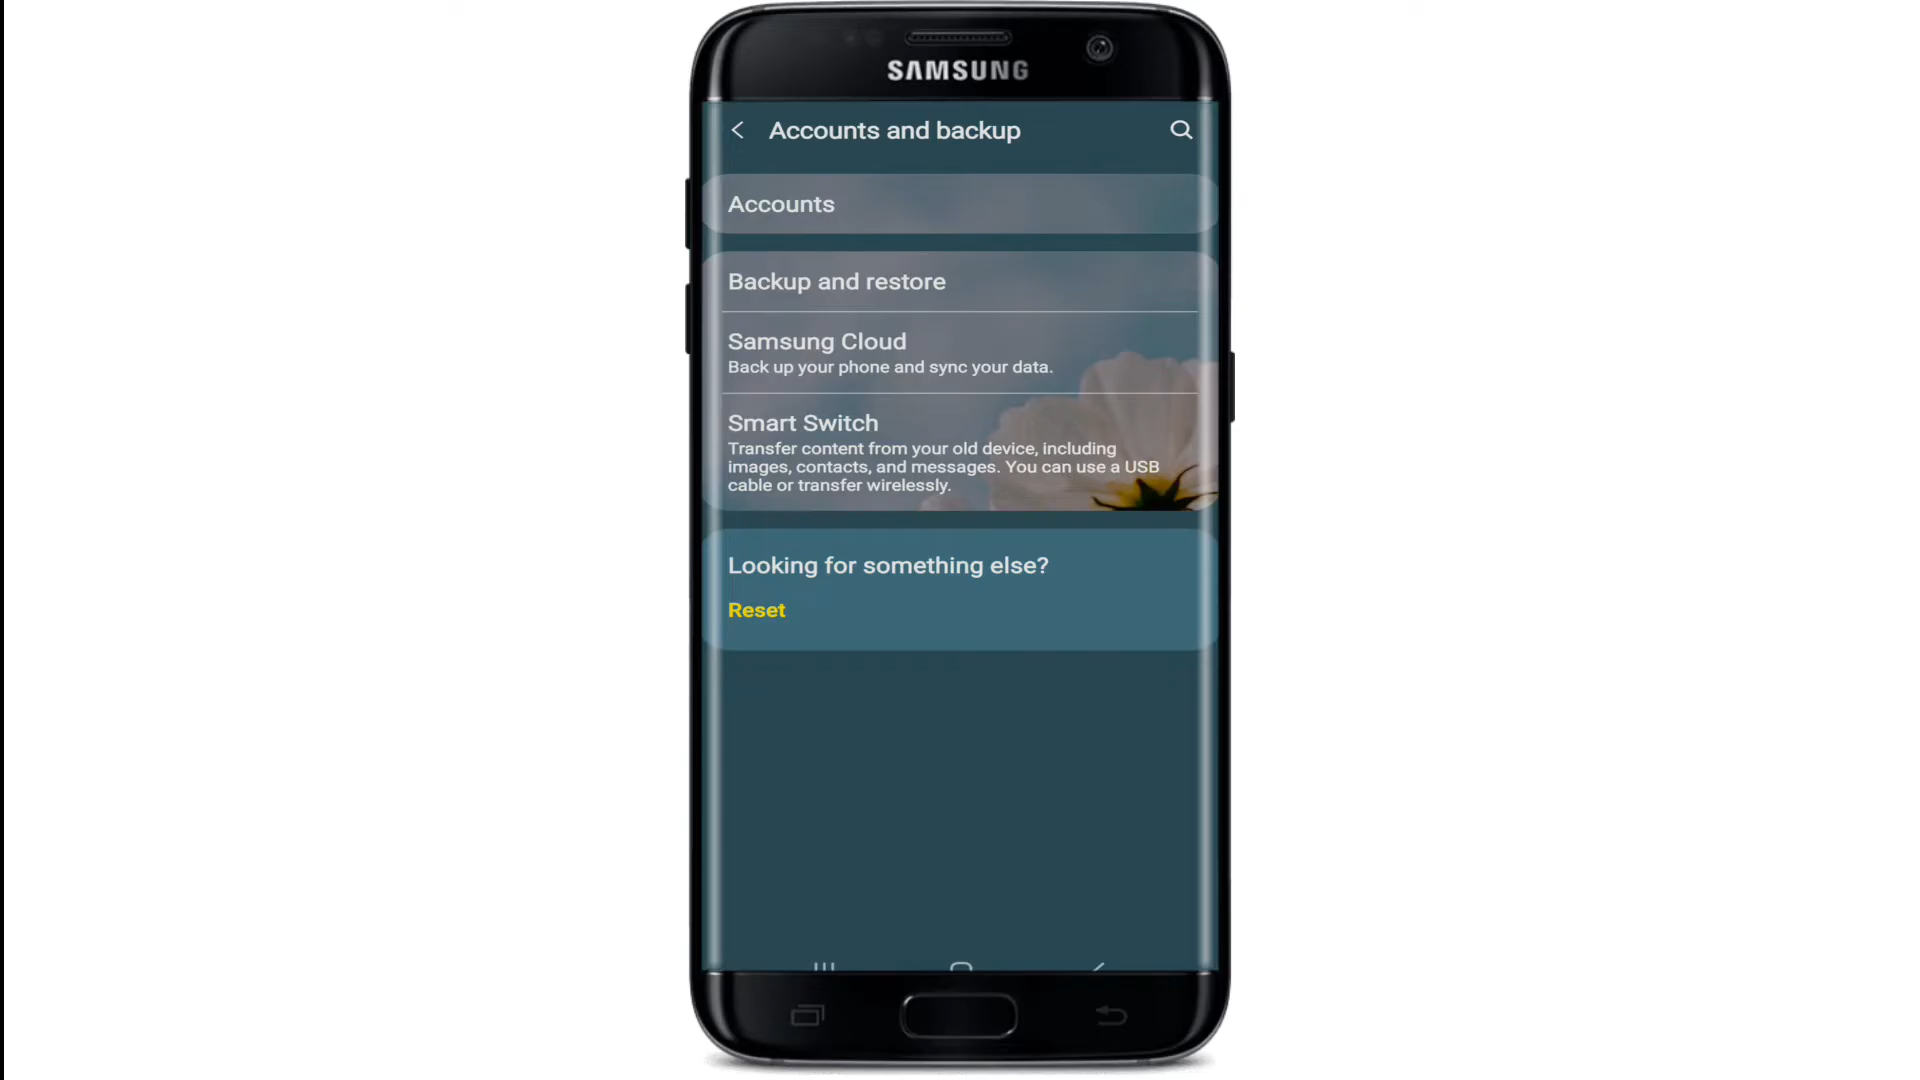 SAMSUNG
Accounts and backup
Accounts
Backup and restore
Samsung Cloud
Back up your phone and sync your data.
Smart Switch
Transfer content from your old device, including
images, contacts, and messages. You can use a USB
cable or transfer wirelessly.
Looking for something else?
Reset